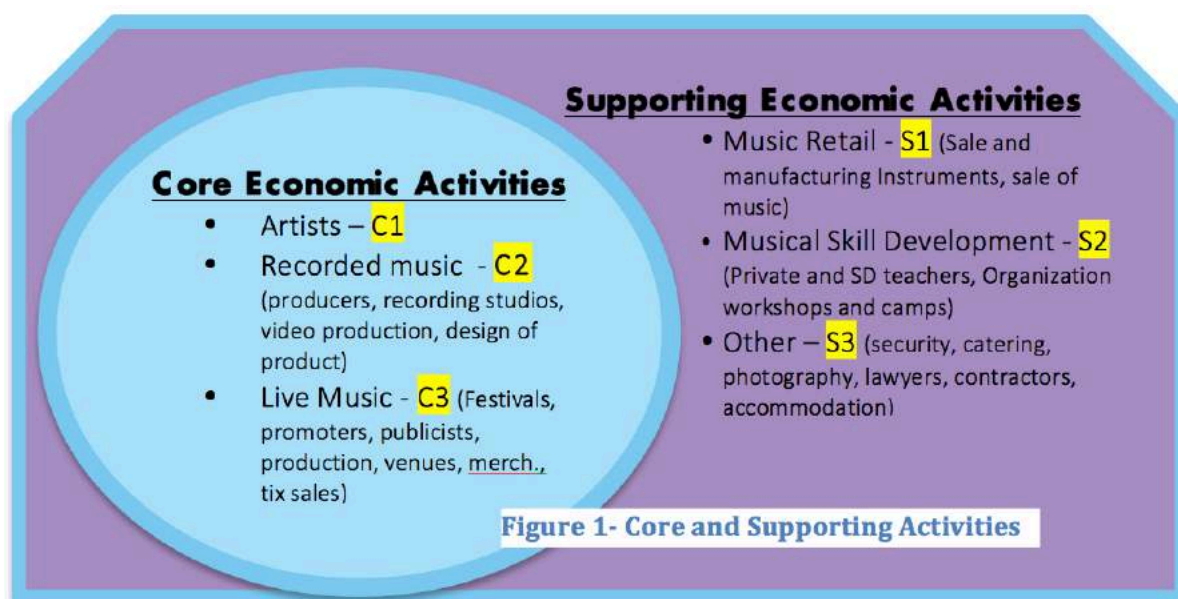 Supporting Economic Activities
• Music Retail - S1 (Sale and
manufacturing Instruments, sale of
music)
• Musical Skill Development - S2
(Private and SD teachers, Organization
workshops and camps)
• Other – S3 (security, catering,
photography, lawyers, contractors,
accommodation)
Core Economic Activities
• Artists – C1
• Recorded music - C2
(producers, recording studios,
video production, design of
product)
• Live Music - C3 (Festivals,
promoters, publicists,
production, venues, merch.,
tix sales)
Figure 1- Core and Supporting Activities